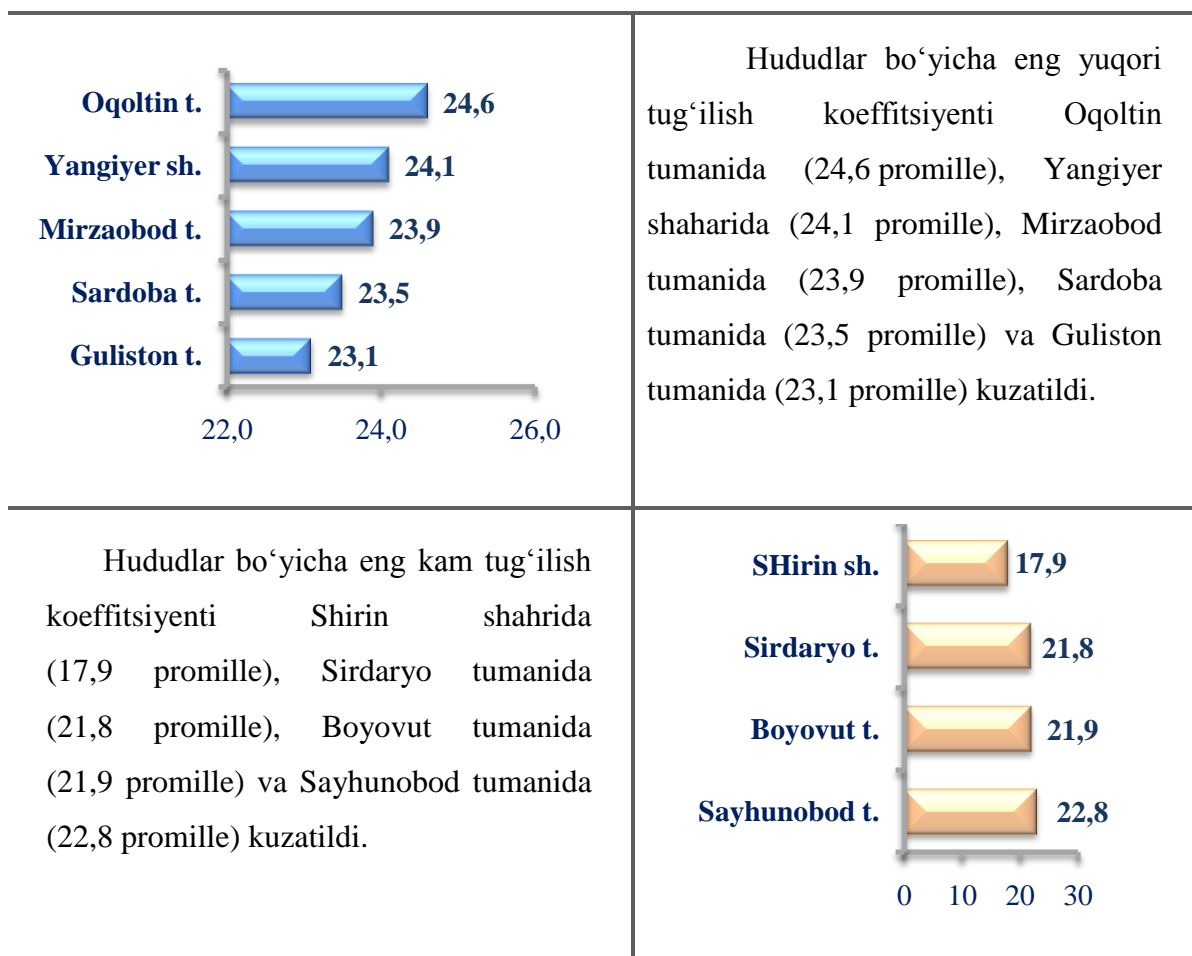 Oqoltin t. 24,6
Yangiyer sh. 24,1
Mirzaobod t. 23,9
Sardoba t. 23,5
Guliston t. 23,1
22,0 24,0 26,0
Hududlar bo‘yicha eng yuqori
tug‘ilish koeffitsiyenti Oqoltin
tumanida (24,6 promille), Yangiyer
shaharida (24,1 promille), Mirzaobod
tumanida (23,9 promille), Sardoba
tumanida (23,5 promille) va Guliston
tumanida (23,1 promille) kuzatildi.
Hududlar bo‘yicha eng kam tug‘ilish
koeffitsiyenti Shirin shahrida
(17,9 promille), Sirdaryo tumanida
(21,8 promille), Boyovut tumanida
(21,9 promille) va Sayhunobod tumanida
(22,8 promille) kuzatildi.
SHirin sh. 17,9
Sirdaryo t. 21,8
Boyovut t. 21,9
Sayhunobod t. 22,8
0 10 20 30